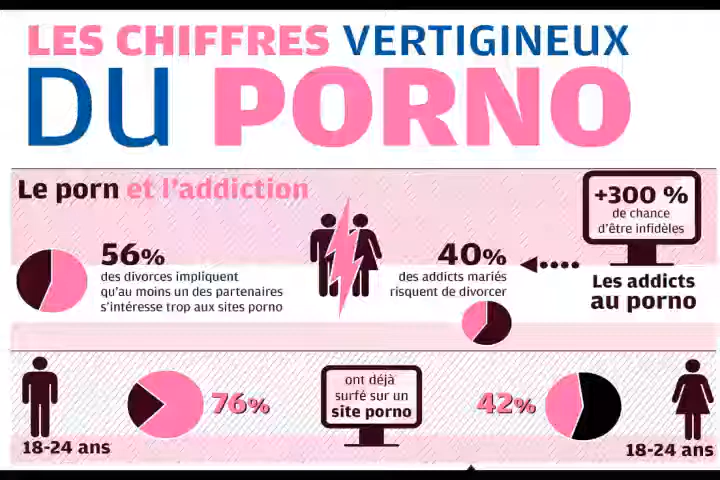 LES CHIFFRES VERTIGINEUX
DU PORNO
Le porn et l'addiction
56%
des divorces impliquent
qu'au moins un des partenaires
s'intéresse trop aux sites porno
40%
des addicts mariés
risquent de divorcer
+300 %
de chance
d'être infidèles
Les addicts
au porno
18-24 ans
76%
ont déjà
surfé sur un
site porno
42%
18-24 ans